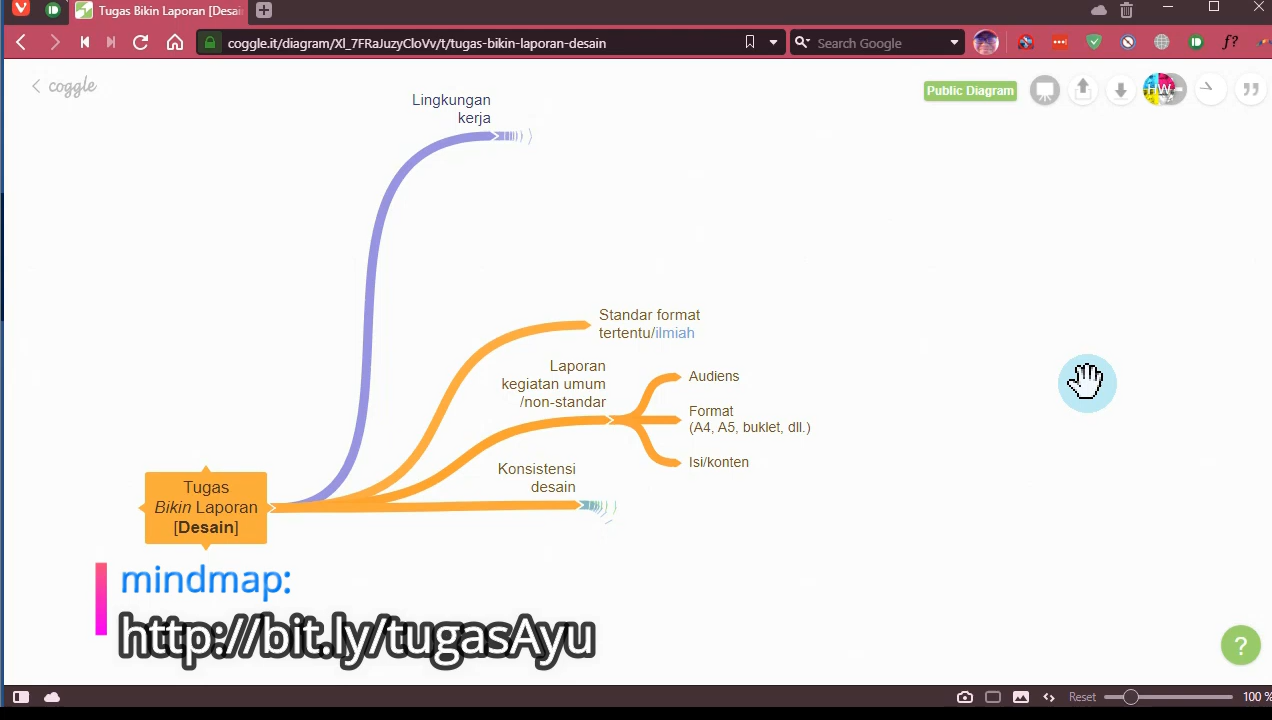 Tugas Bikin Laporan [Desai
coggle.it/diagram/Xl_7FRaJuzyCloVv/t/tugas-bikin-laporan-desain
Search Google
f?
coggle
Public Diagram
HW
Lingkungan
kerja
Standar format
tertentu/ilmiah
Laporan
kegiatan umum
/non-standar
Audiens
Format
(A4, A5, buklet, dll.)
Isi/konten
Konsistensi
desain
Tugas
Bikin Laporan
[Desain]
mindmap:
http://bit.ly/tugasAyu
?
Reset
100 %